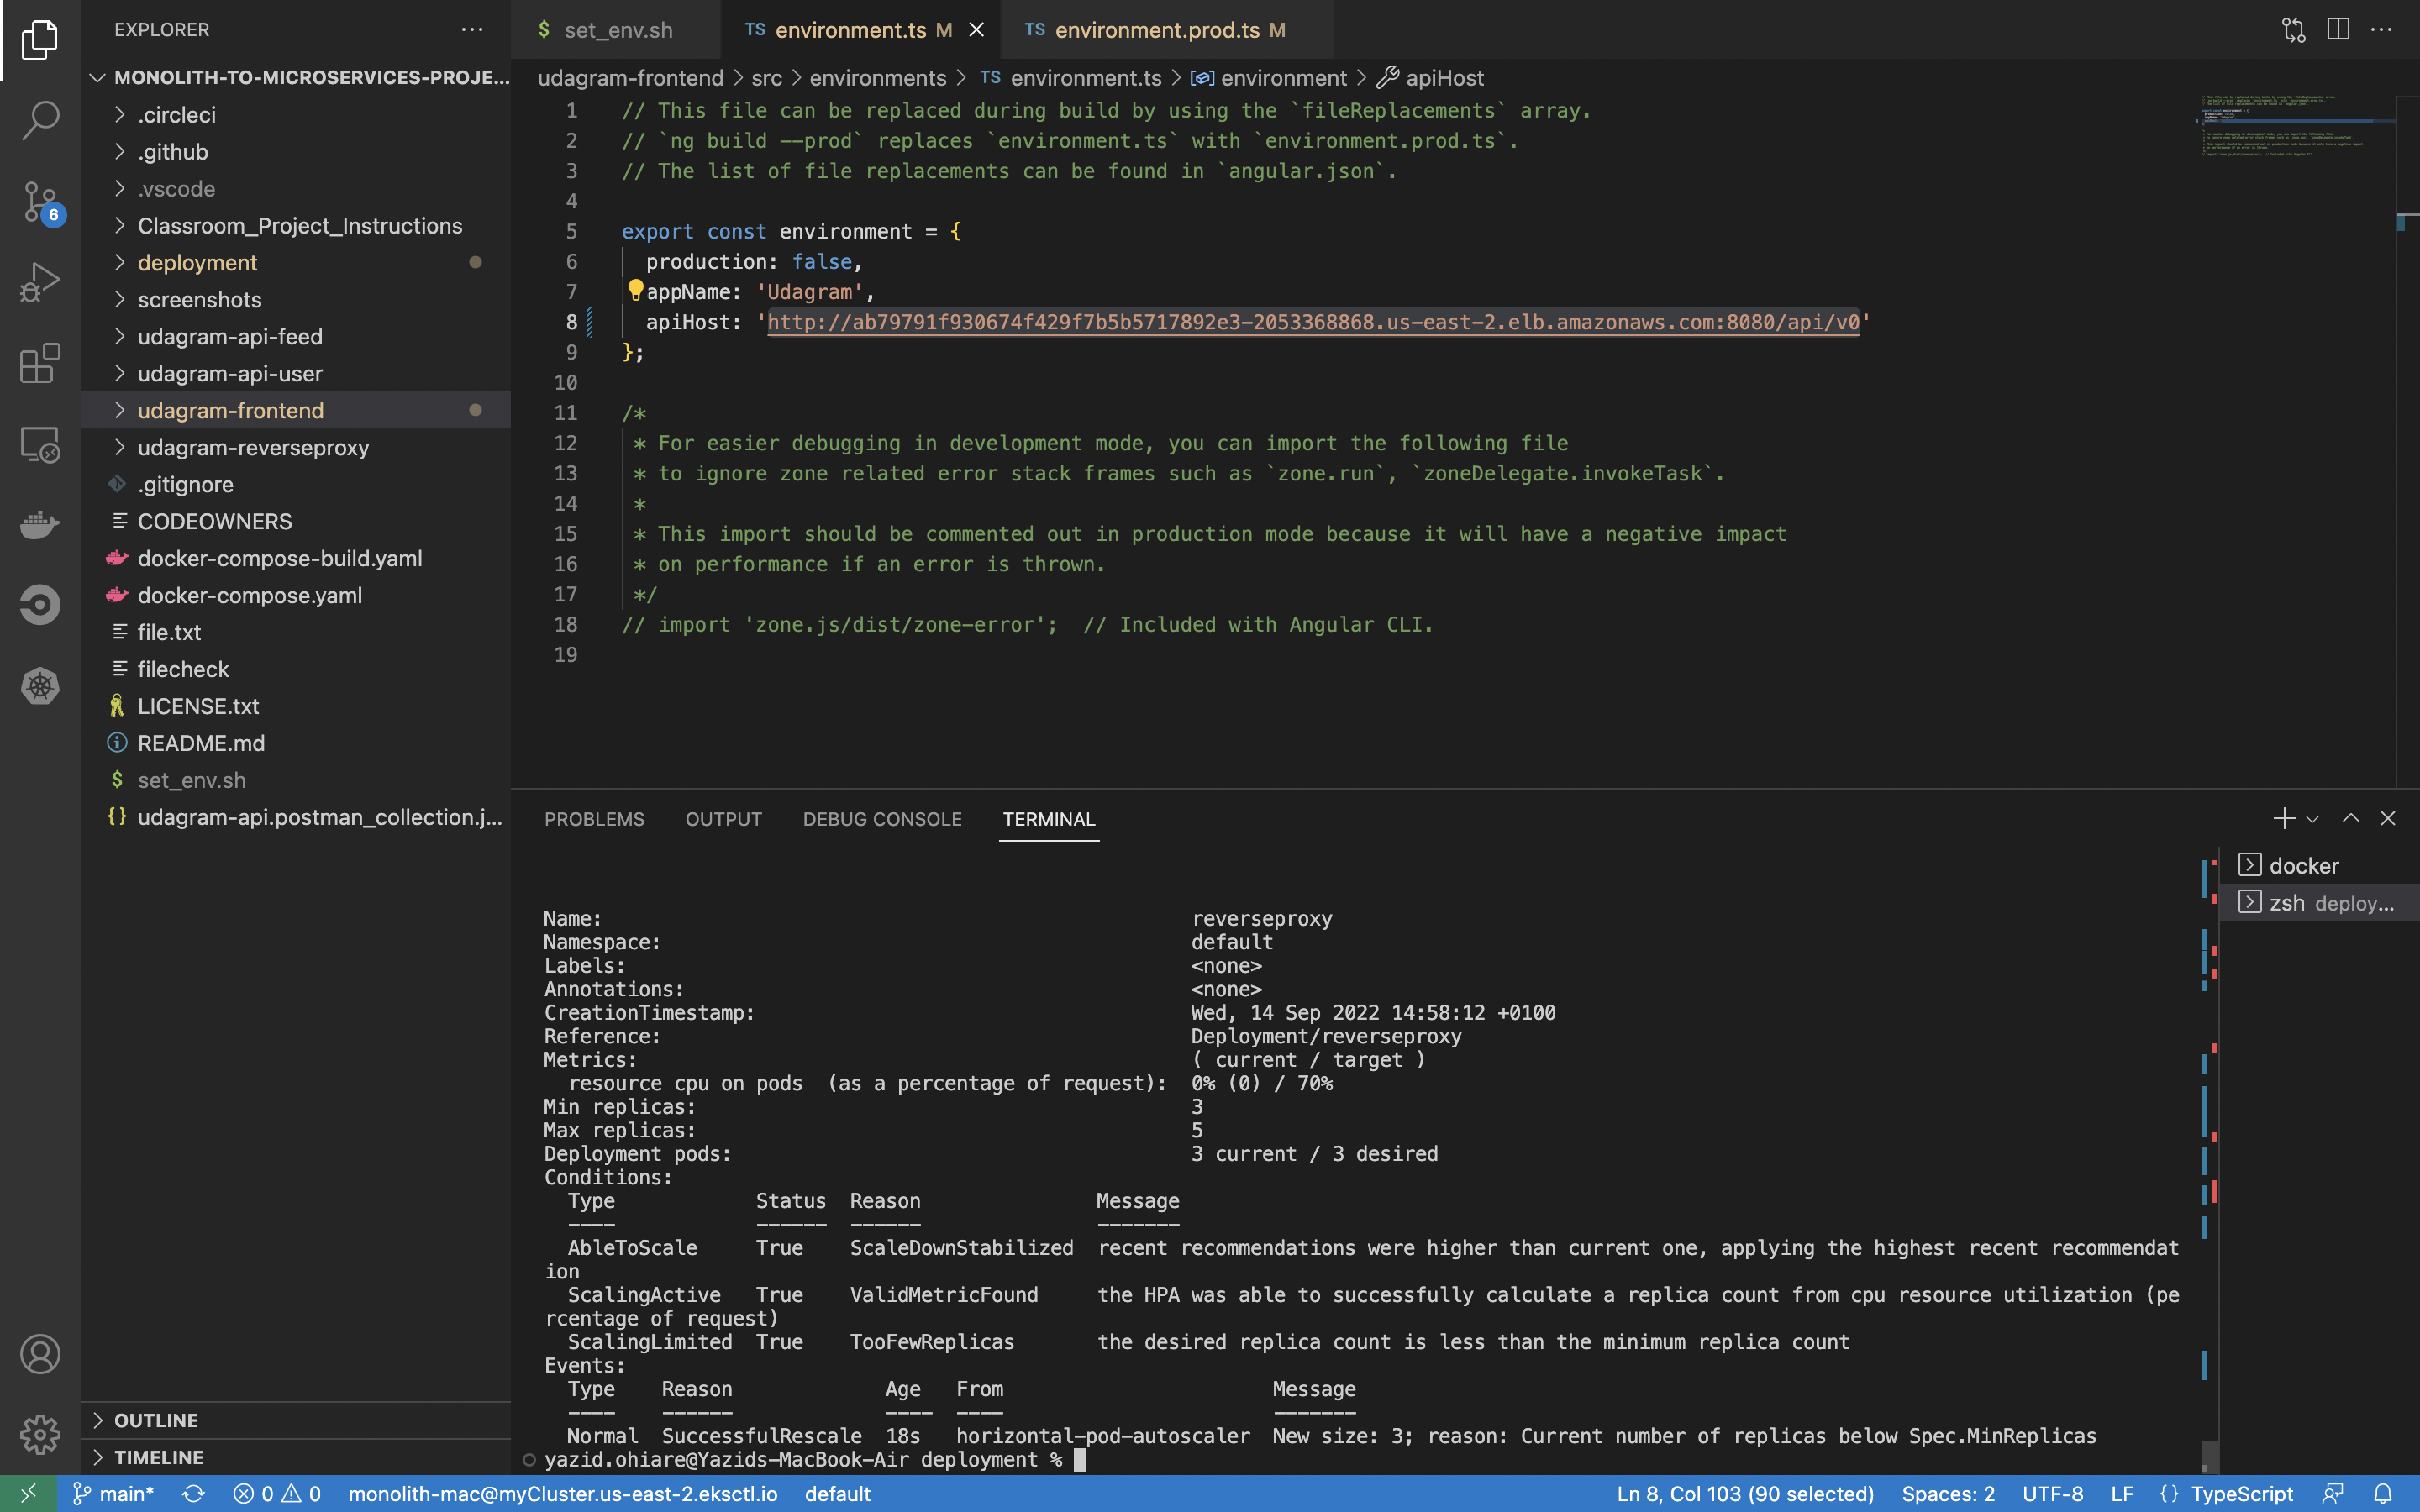 EXPLORER
set_env.sh
TS environment.ts M
TS environment.prod.ts M
MONOLITH-TO-MICROSERVICES-PROJE...
.circleci
.github
.vscode
Classroom_Project_Instructions
deployment
screenshots
udagram-api-feed
udagram-api-user
udagram-frontend
udagram-reverseproxy
.gitignore
CODEOWNERS
docker-compose-build.yaml
docker-compose.yaml
file.txt
filecheck
LICENSE.txt
README.md
$ set_env.sh
{} udagram-api.postman_collection.j...
6
OUTLINE
TIMELINE
udagram-frontend > src > environments > TS environment.ts > environment > apiHost
1 // This file can be replaced during build by using the `fileReplacements` array.
2 // `ng build --prod` replaces `environment.ts` with `environment.prod.ts`.
3 // The list of file replacements can be found in `angular.json`.
4
5 export const environment = {
6 production: false,
7 appName: 'Udagram',
8 apiHost: 'http://ab79791f930674f429f7b5b5717892e3-2053368868.us-east-2.elb.amazonaws.com:8080/api/v0'
9 };
10
11 /*
12 * For easier debugging in development mode, you can import the following file
13 * to ignore zone related error stack frames such as `zone.run`, `zoneDelegate.invokeTask`.
14 *
15 * This import should be commented out in production mode because it will have a negative impact
16 * on performance if an error is thrown.
17 */
18 // import 'zone.js/dist/zone-error';  // Included with Angular CLI.
19
PROBLEMS OUTPUT DEBUG CONSOLE TERMINAL
docker
zsh deploy...
Name: reverseproxy
Namespace: default
Labels: <none>
Annotations: <none>
CreationTimestamp: Wed, 14 Sep 2022 14:58:12 +0100
Reference: Deployment/reverseproxy
Metrics: ( current / target )
resource cpu on pods  (as a percentage of request): 0% (0) / 70%
Min replicas: 3
Max replicas: 5
Deployment pods: 3 current / 3 desired
Conditions:
Type Status Reason Message
---- ------ ------ -------
AbleToScale True ScaleDownStabilized recent recommendations were higher than current one, applying the highest recent recommendat
ion
ScalingActive True ValidMetricFound the HPA was able to successfully calculate a replica count from cpu resource utilization (pe
rcentage of request)
ScalingLimited True TooFewReplicas the desired replica count is less than the minimum replica count
Events:
Type Reason Age From Message
---- ------ ---- ---- -------
Normal SuccessfulRescale 18s horizontal-pod-autoscaler New size: 3; reason: Current number of replicas below Spec.MinReplicas
yazid.ohiare@Yazids-MacBook-Air deployment %
main* 0 0 monolith-mac@myCluster.us-east-2.eksctl.io default Ln 8, Col 103 (90 selected) Spaces: 2 UTF-8 LF {} TypeScript